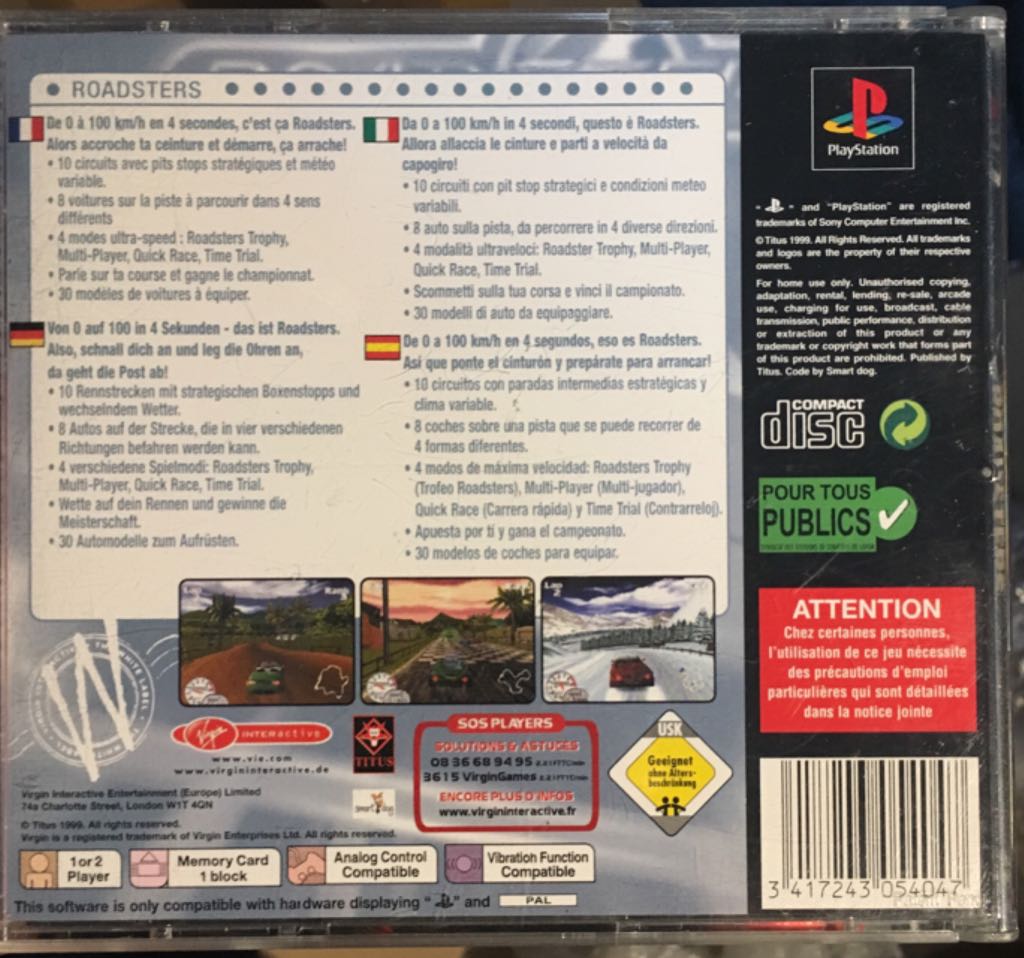 ROADSTERS
De 0 à 100 km/h en 4 secondes, c'est ça Roadsters.
Alors accroche ta ceinture et démarre, ça arrache!
• 10 circuits avec pits stops stratégiques et météo
variable.
• 8 voitures sur la piste à parcourir dans 4 sens
différents
• 4 modes ultra-speed : Roadsters Trophy,
Multi-Player, Quick Race, Time Trial.
• Parie sur ta course et gagne le championnat.
• 30 modèles de voitures à équiper.
Von 0 auf 100 in 4 Sekunden - das ist Roadsters.
Also, schnall dich an und leg die Ohren an,
da geht die Post ab!
• 10 Rennstrecken mit strategischen Boxenstopps und
wechselndem Wetter.
• 8 Autos auf der Strecke, die in vier verschiedenen
Richtungen befahren werden kann.
• 4 verschiedene Spielmodi: Roadsters Trophy,
Multi-Player, Quick Race, Time Trial.
• Wette auf dein Rennen und gewinne die
Meisterschaft.
• 30 Automodelle zum Aufrüsten.
Da 0 a 100 km/h in 4 secondi, questo è Roadsters.
Allora allaccia le cinture e parti a velocità da
capogiro!
• 10 circuiti con pit stop strategici e condizioni meteo
variabili.
• 8 auto sulla pista, da percorrere in 4 diverse direzioni.
• 4 modalità ultraveloci: Roadster Trophy, Multi-Player,
Quick Race, Time Trial.
• Scommetti sulla tua corsa e vinci il campionato.
• 30 modelli di auto da equipaggiare.
De 0 a 100 km/h en 4 segundos, eso es Roadsters.
Así que ponte el cinturón y prepárate para arrancar!
• 10 circuitos con paradas intermedias estratégicas y
clima variable.
• 8 coches sobre una pista que se puede recorrer de
4 formas diferentes.
• 4 modos de máxima velocidad: Roadsters Trophy
(Trofeo Roadsters), Multi-Player (Multi-jugador),
Quick Race (Carrera rápida) y Time Trial (Contrarreloj).
• Apuesta por tí y gana el campeonato.
• 30 modelos de coches para equipar.
THE WHITE LABEL
Virgin INTERACTIVE
www.vie.com
www.virgininteractive.de
TITUS
smart dog
SOS PLAYERS
SOLUTIONS & ASTUCES
08 36 68 94 95
3615 VirginGames
ENCORE PLUS D'INFOS
www.virgininteractive.fr
USK
Geeignet
ohne Alters-
beschränkung
Virgin Interactive Entertainment (Europe) Limited
74a Charlotte Street, London W1T 4QN
© Titus 1999. All rights reserved.
Virgin is a registered trademark of Virgin Enterprises Ltd. All rights reserved.
1 or 2
Player
Memory Card
1 block
Analog Control
Compatible
Vibration Function
Compatible
This software is only compatible with hardware displaying " " and PAL
PlayStation
" " and "PlayStation" are registered
trademarks of Sony Computer Entertainment Inc.
© Titus 1999. All Rights Reserved. All trademarks
and logos are the property of their respective
owners.
For home use only. Unauthorised copying,
adaptation, rental, lending, re-sale, arcade
use, charging for use, broadcast, cable
transmission, public performance, distribution
or extraction of this product or any
trademark or copyright work that forms part
of this product are prohibited. Published by
Titus. Code by Smart dog.
COMPACT
disc
POUR TOUS
PUBLICS
ATTENTION
Chez certaines personnes,
l'utilisation de ce jeu nécessite
des précautions d'emploi
particulières qui sont détaillées
dans la notice jointe
3 417243 054047